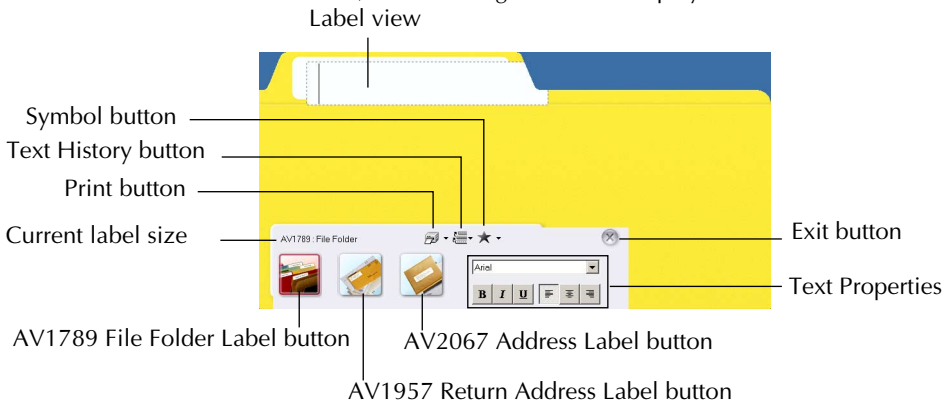 Label view
Symbol button
Text History button
Print button
Current label size
AV1789 : File Folder
Exit button
Arial
B I U
Text Properties
AV1789 File Folder Label button
AV2067 Address Label button
AV1957 Return Address Label button